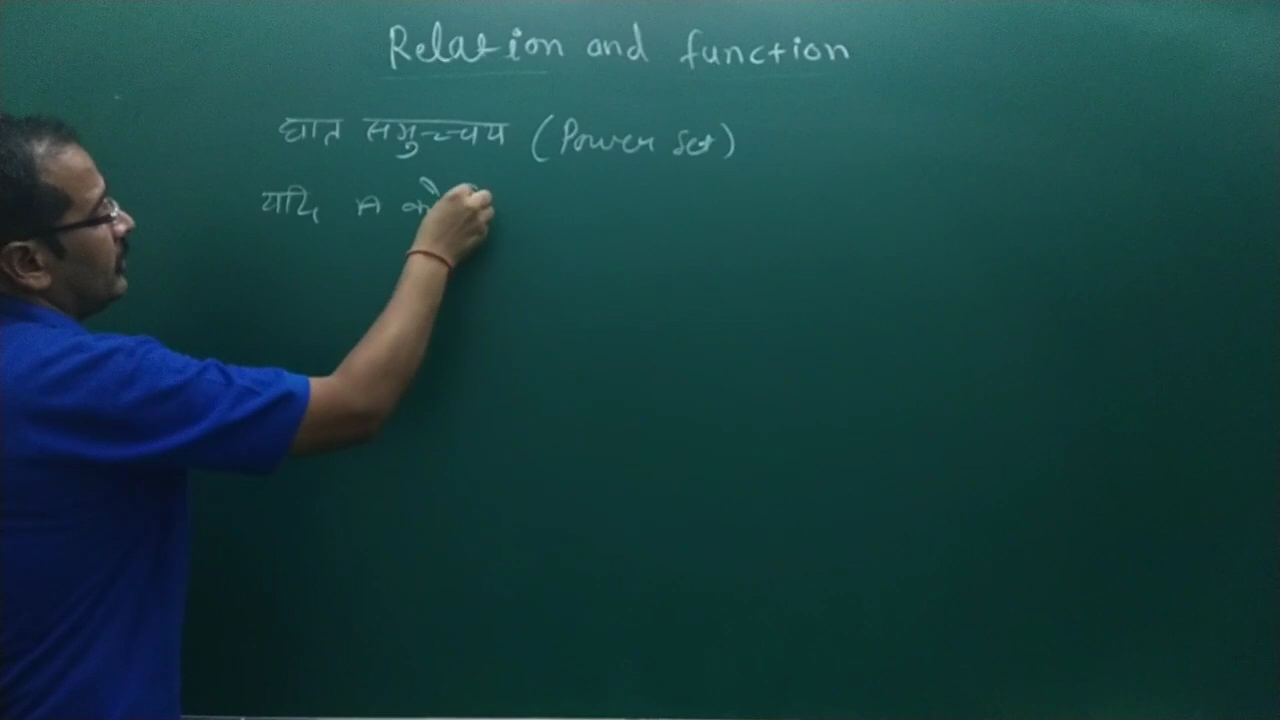 Relation and function
घात समुच्चय (Power set)
यदि A को